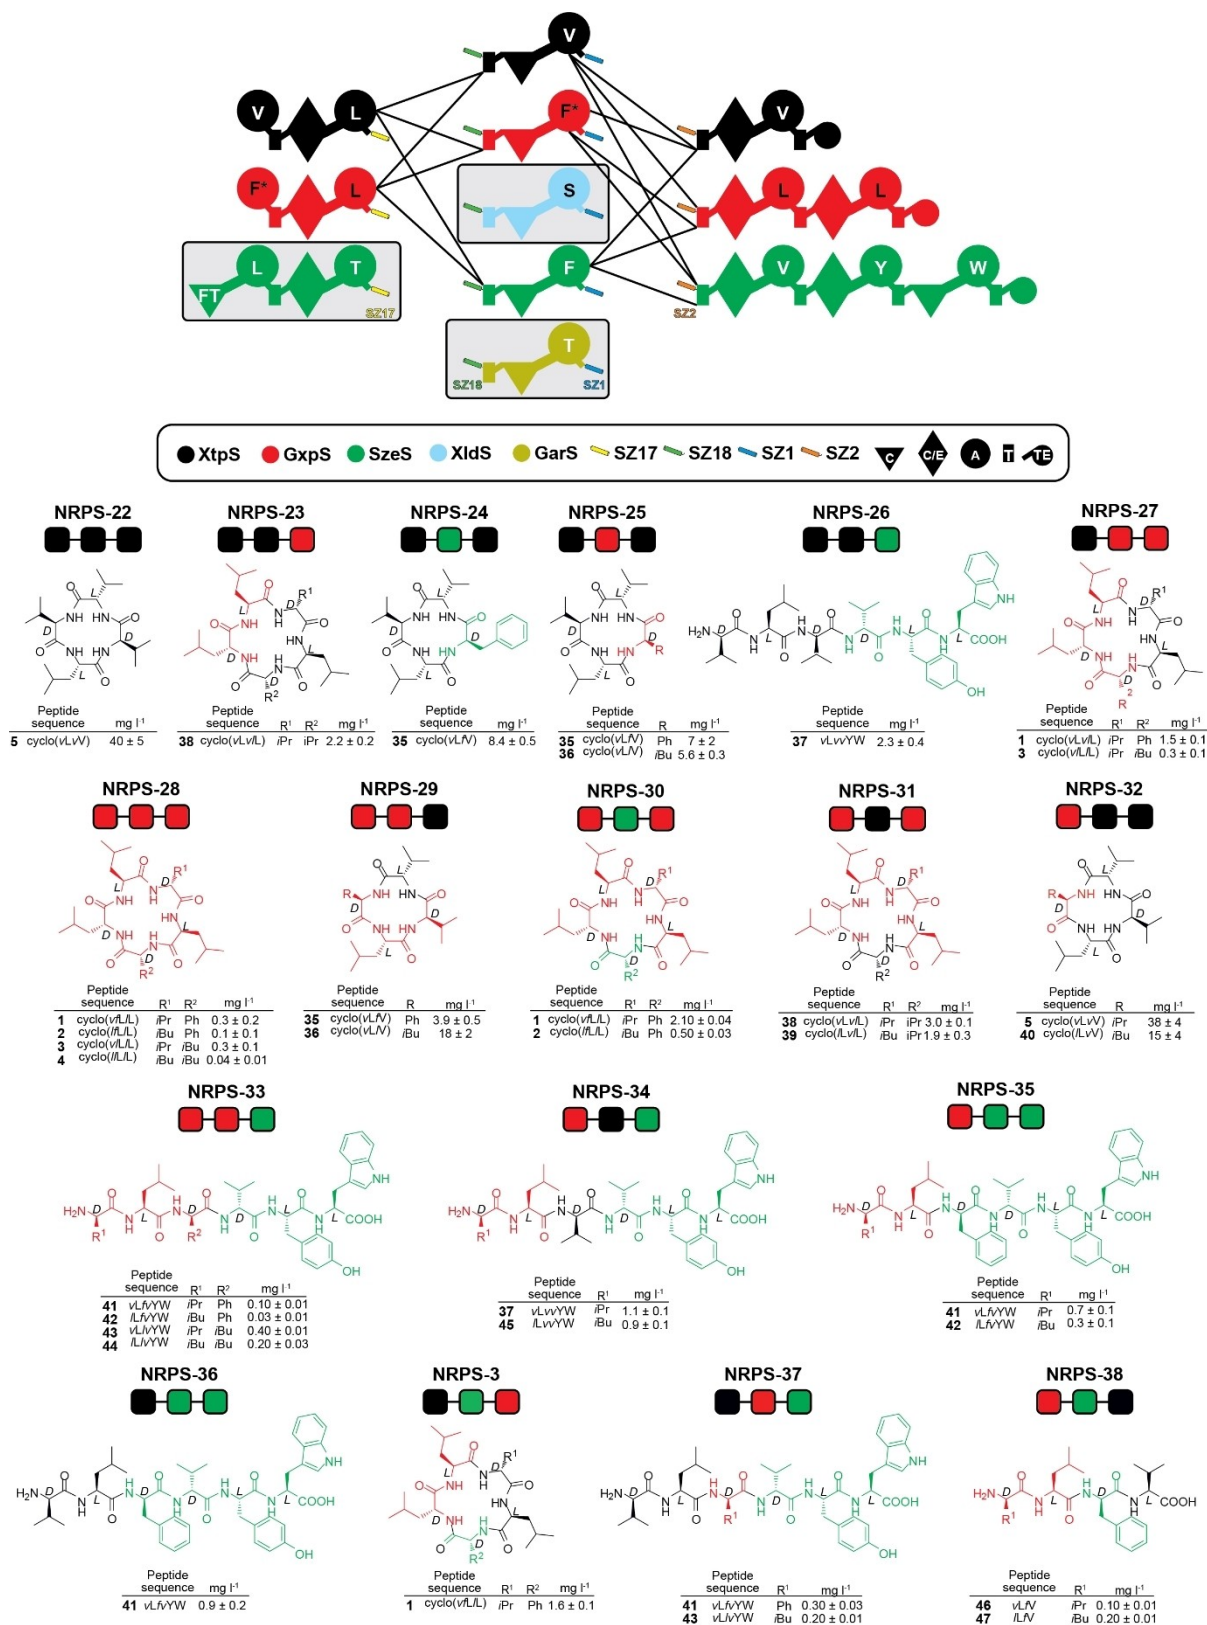 V
V L F* V
F* L S L L
FT L T F V Y W
SZ17 SZ2
T
SZ18 SZ1
XtpS GxpS SzeS XldS GarS SZ17 SZ18 SZ1 SZ2 C C/E A T TE
NRPS-22 NRPS-23 NRPS-24 NRPS-25 NRPS-26 NRPS-27
Peptide sequence mg l-1
5 cyclo(vLvV) 40 ± 5
Peptide sequence R1 R2 mg l-1
38 cyclo(vLvlL) iPr iPr 2.2 ± 0.2
Peptide sequence mg l-1
35 cyclo(vLfV) 8.4 ± 0.5
Peptide sequence R mg l-1
35 cyclo(vLfV) Ph 7 ± 2
36 cyclo(vLlV) iBu 5.6 ± 0.3
Peptide sequence mg l-1
37 vLvvYW 2.3 ± 0.4
Peptide sequence R1 R2 mg l-1
1 cyclo(vLvlL) iPr Ph 1.5 ± 0.1
3 cyclo(vlLlL) iPr iBu 0.3 ± 0.1
NRPS-28 NRPS-29 NRPS-30 NRPS-31 NRPS-32
Peptide sequence R1 R2 mg l-1
1 cyclo(vfLlL) iPr Ph 0.3 ± 0.2
2 cyclo(lfLlL) iBu Ph 0.1 ± 0.1
3 cyclo(vlLlL) iPr iBu 0.3 ± 0.1
4 cyclo(llLlL) iBu iBu 0.04 ± 0.01
Peptide sequence R mg l-1
35 cyclo(vLfV) Ph 3.9 ± 0.5
36 cyclo(vLlV) iBu 18 ± 2
Peptide sequence R1 R2 mg l-1
1 cyclo(vfLlL) iPr Ph 2.10 ± 0.04
2 cyclo(lfLlL) iBu Ph 0.50 ± 0.03
Peptide sequence R1 R2 mg l-1
38 cyclo(vLvlL) iPr iPr 3.0 ± 0.1
39 cyclo(lLvlL) iBu iPr 1.9 ± 0.3
Peptide sequence R mg l-1
5 cyclo(vLvV) iPr 38 ± 4
40 cyclo(lLvV) iBu 15 ± 4
NRPS-33 NRPS-34 NRPS-35
Peptide sequence R1 R2 mg l-1
41 vLfvYW iPr Ph 0.10 ± 0.01
42 lLfvYW iBu Ph 0.03 ± 0.01
43 vLlvYW iPr iBu 0.40 ± 0.01
44 lLlvYW iBu iBu 0.20 ± 0.03
Peptide sequence R1 mg l-1
37 vLvvYW iPr 1.1 ± 0.1
45 lLvvYW iBu 0.9 ± 0.1
Peptide sequence R1 mg l-1
41 vLfvYW iPr 0.7 ± 0.1
42 lLfvYW iBu 0.3 ± 0.1
NRPS-36 NRPS-3 NRPS-37 NRPS-38
Peptide sequence mg l-1
41 vLfvYW 0.9 ± 0.2
Peptide sequence R1 R2 mg l-1
1 cyclo(vfLlL) iPr Ph 1.6 ± 0.1
Peptide sequence R1 mg l-1
41 vLfvYW Ph 0.30 ± 0.03
43 vLlvYW iBu 0.20 ± 0.01
Peptide sequence R1 mg l-1
46 vLfV iPr 0.10 ± 0.01
47 lLfV iBu 0.20 ± 0.01